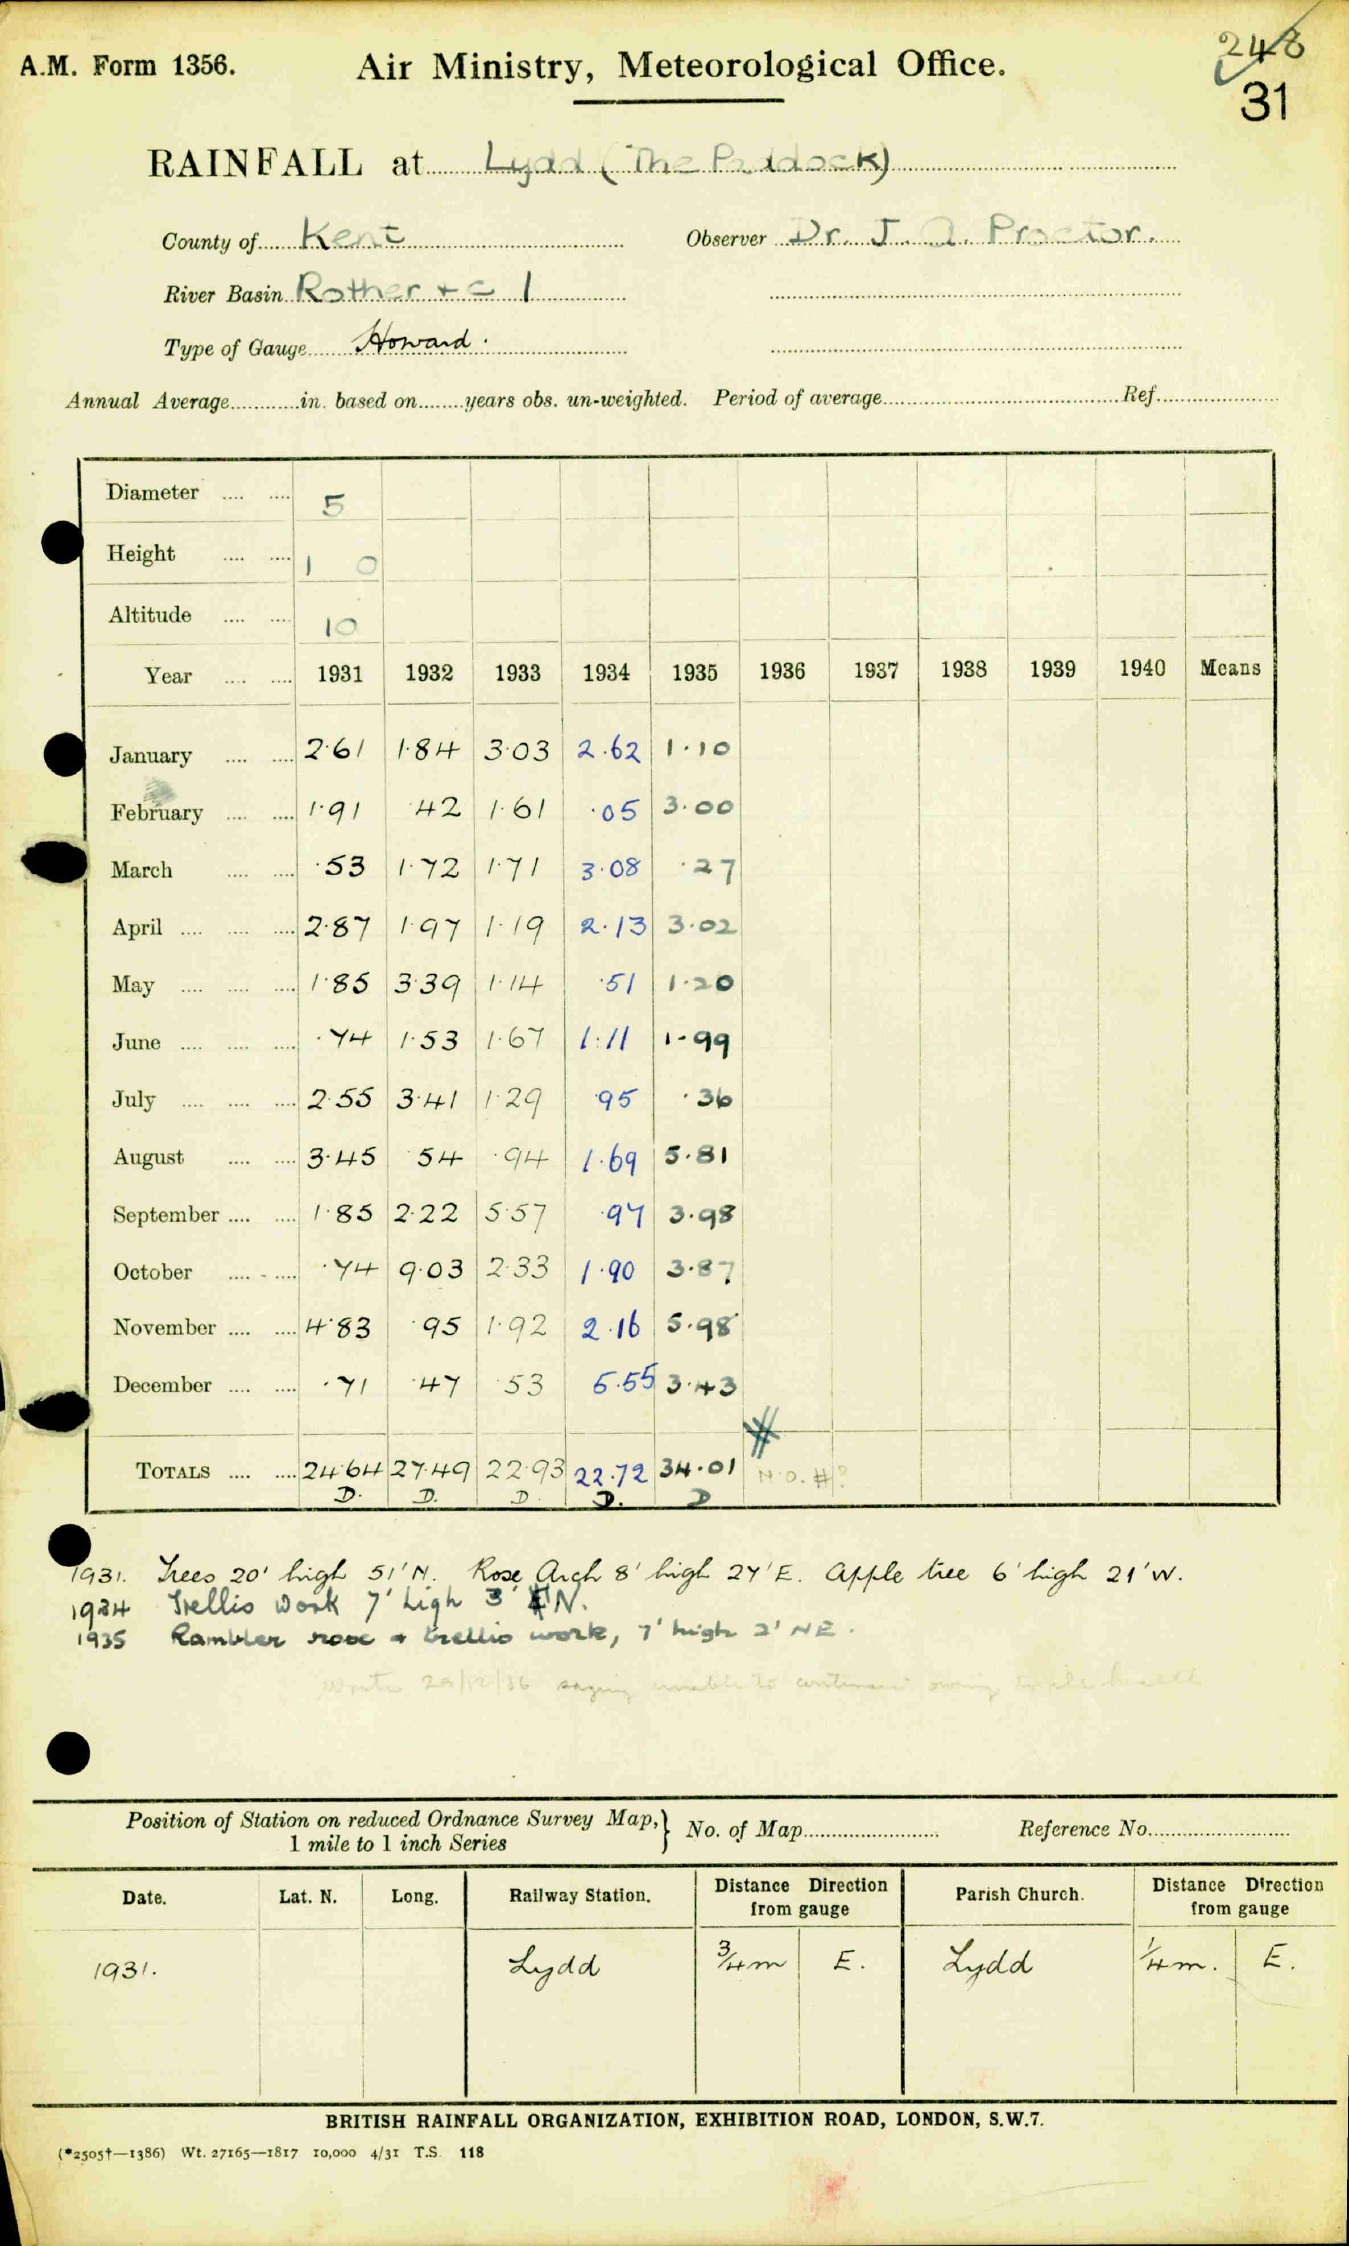 A.M. Form 1356. Air Ministry, Meteorological Office. 248
31
RAINFALL at Lydd (The Paddock)
County of Kent Observer Dr. J. A. Proctor.
River Basin Rother +c 1
Type of Gauge Howard.
Annual Average in. based on years obs. un-weighted. Period of average Ref.
Diameter 5
Height 1 0
Altitude 10
Year 1931 1932 1933 1934 1935 1936 1937 1938 1939 1940 Means
January 2.61 1.84 3.03 2.62 1.10
February 1.91 .42 1.61 .05 3.00
March .53 1.72 1.71 3.08 .27
April 2.87 1.97 1.19 2.13 3.02
May 1.85 3.39 1.14 .51 1.20
June .74 1.53 1.67 1.11 1.99
July 2.55 3.41 1.29 .95 .36
August 3.45 .54 .94 1.69 5.81
September 1.85 2.22 5.57 .97 3.98
October .74 9.03 2.33 1.90 3.87
November 4.83 .95 1.92 2.16 5.98
December .71 .47 .53 5.55 3.43
#
TOTALS 24.64 27.49 22.93 22.72 34.01 N.O. #?
D. D. D. D. D
1931. Trees 20' high 51' N. Rose Arch 8' high 27' E. Apple tree 6' high 21' W.
1934 Trellis Work 7' high 3' N.
1935 Rambler rose & trellis work, 7' high 2' NE.
Wrote /12/36 saying unable to continue owing to ill health
Position of Station on reduced Ordnance Survey Map, 1 mile to 1 inch Series } No. of Map Reference No.
Date. Lat. N. Long. Railway Station. Distance Direction from gauge Parish Church. Distance Direction from gauge
1931. Lydd 3/4 m E. Lydd 1/4 m. E.
BRITISH RAINFALL ORGANIZATION, EXHIBITION ROAD, LONDON, S.W.7.
(*2505†—1386) Wt. 27165—1817 10,000 4/31 T.S. 118